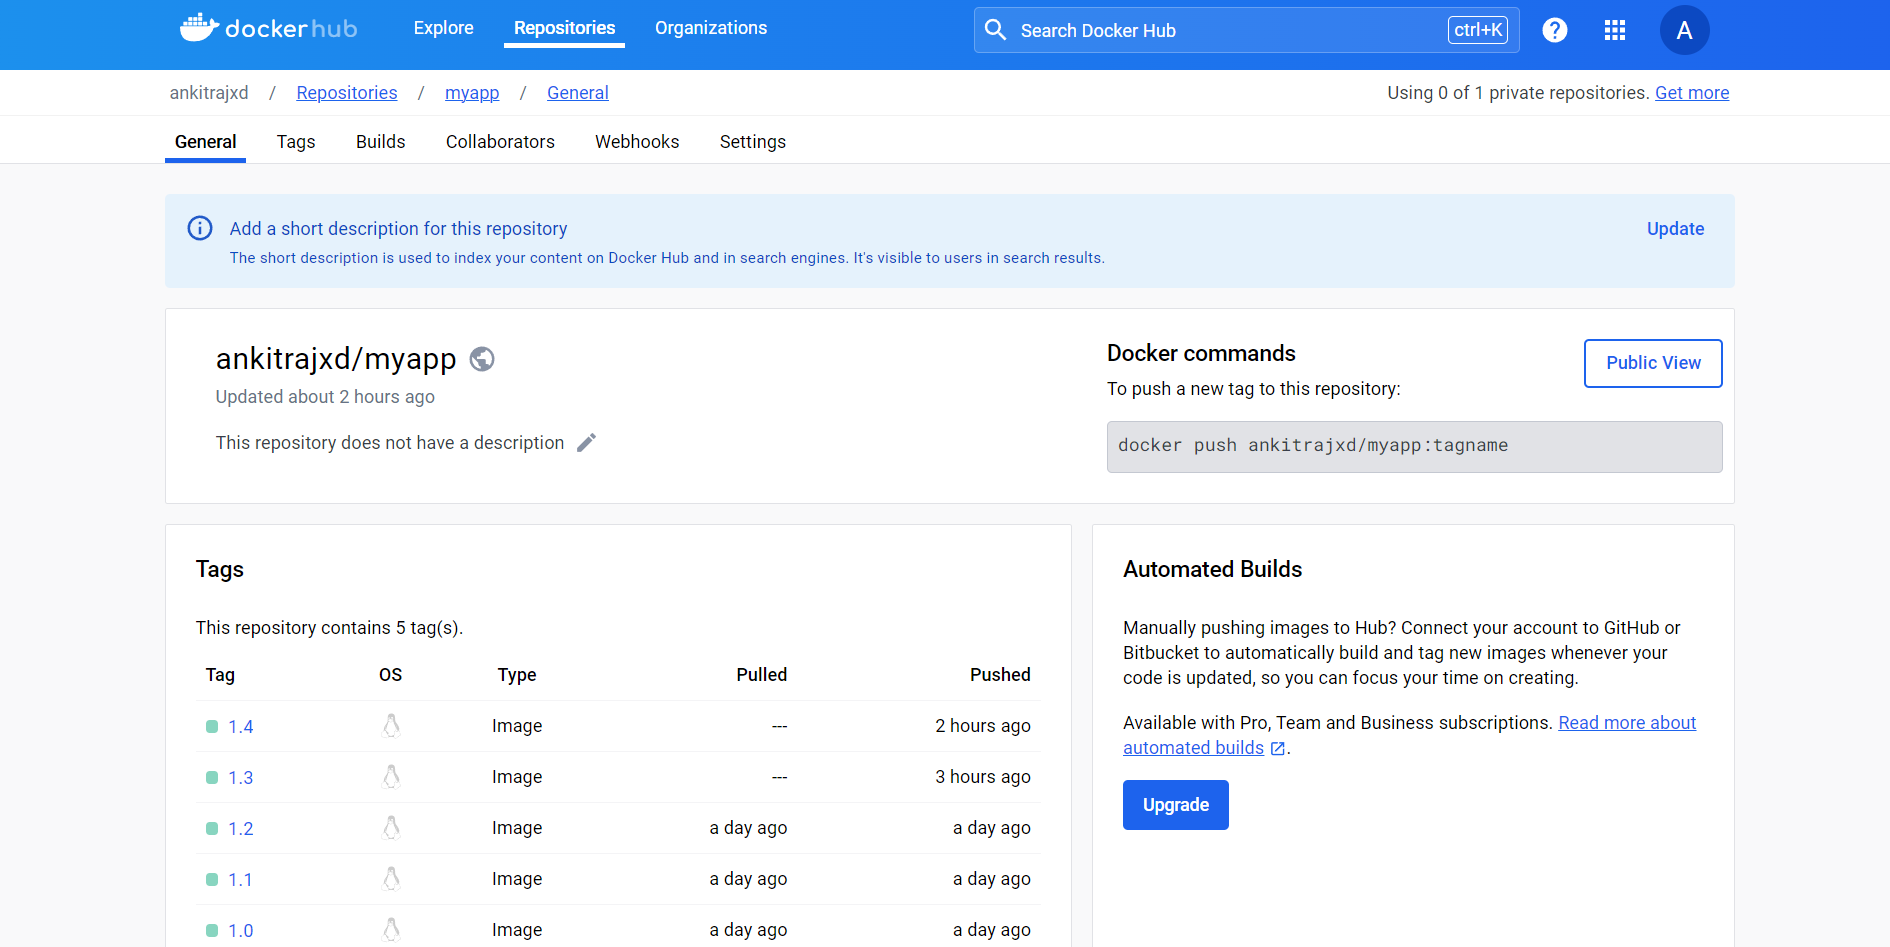 dockerhub Explore Repositories Organizations Search Docker Hub ctrl+K ? A
ankitrajxd / Repositories / myapp / General Using 0 of 1 private repositories. Get more
General Tags Builds Collaborators Webhooks Settings
Add a short description for this repository Update
The short description is used to index your content on Docker Hub and in search engines. It's visible to users in search results.
ankitrajxd/myapp
Updated about 2 hours ago
This repository does not have a description
Docker commands
Public View
To push a new tag to this repository:
docker push ankitrajxd/myapp:tagname
Tags
This repository contains 5 tag(s).
Tag OS Type Pulled Pushed
1.4 Image --- 2 hours ago
1.3 Image --- 3 hours ago
1.2 Image a day ago a day ago
1.1 Image a day ago a day ago
1.0 Image a day ago a day ago
Automated Builds
Manually pushing images to Hub? Connect your account to GitHub or
Bitbucket to automatically build and tag new images whenever your
code is updated, so you can focus your time on creating.
Available with Pro, Team and Business subscriptions. Read more about
automated builds .
Upgrade